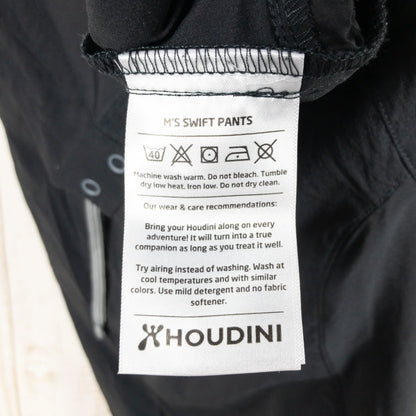 M'S SWIFT PANTS
40
Machine wash warm. Do not bleach. Tumble
dry low heat. Iron low. Do not dry clean.
Our wear & care recommendations:
Bring your Houdini along on every
adventure! It will turn into a true
companion as long as you treat it well.
Try airing instead of washing. Wash at
cool temperatures and with similar
colors. Use mild detergent and no fabric
softener.
HOUDINI